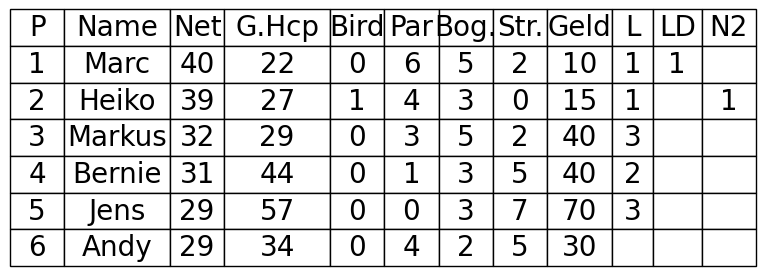 P Name Net G.Hcp Bird Par Bog. Str. Geld L LD N2
1 Marc 40 22 0 6 5 2 10 1 1
2 Heiko 39 27 1 4 3 0 15 1 1
3 Markus 32 29 0 3 5 2 40 3
4 Bernie 31 44 0 1 3 5 40 2
5 Jens 29 57 0 0 3 7 70 3
6 Andy 29 34 0 4 2 5 30